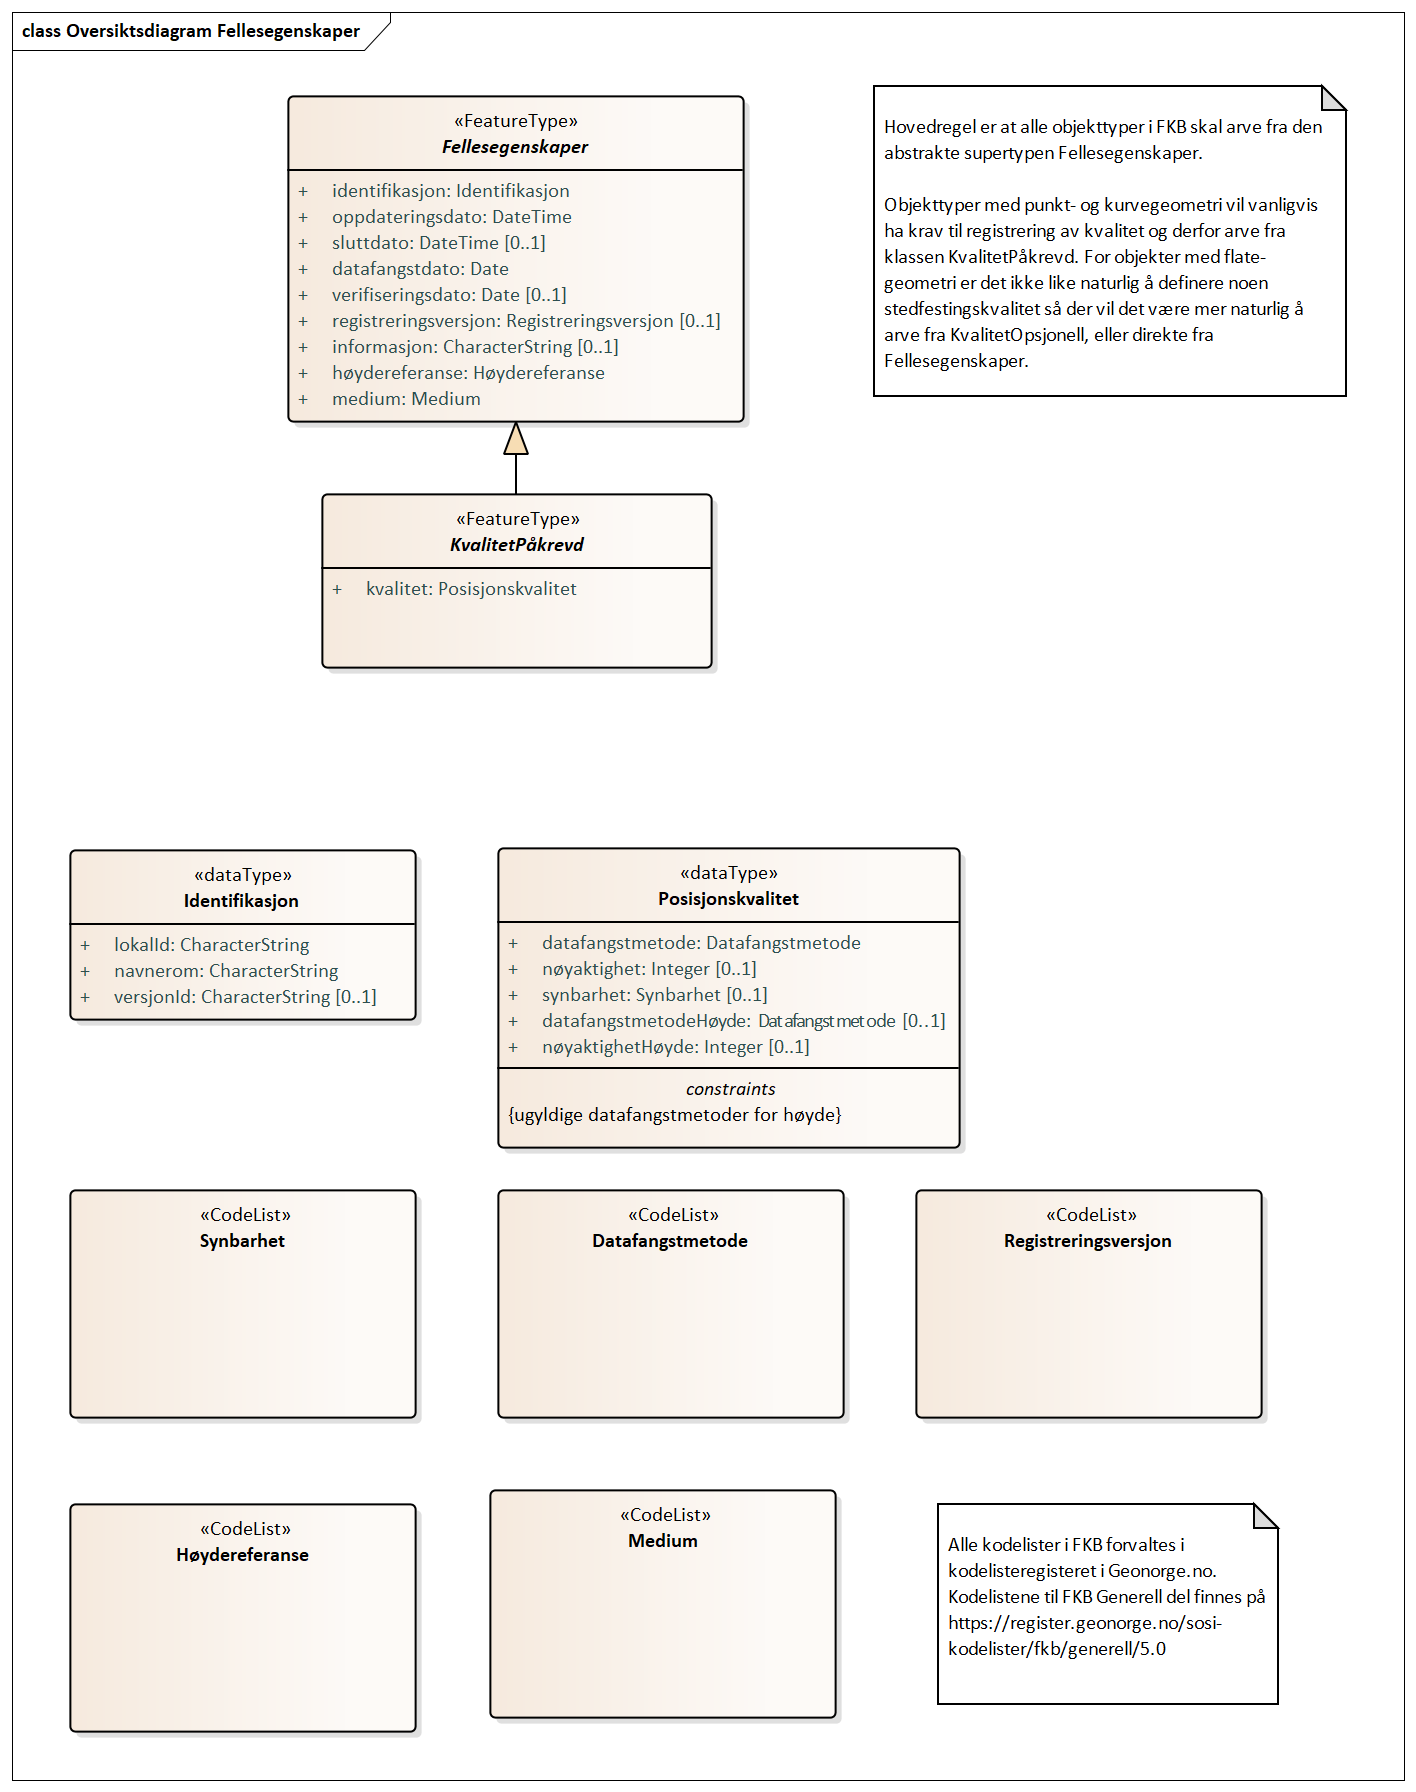 class Oversiktsdiagram Fellesegenskaper
«FeatureType»
Fellesegenskaper
+ identifikasjon: Identifikasjon
+ oppdateringsdato: DateTime
+ sluttdato: DateTime [0..1]
+ datafangstdato: Date
+ verifiseringsdato: Date [0..1]
+ registreringsversjon: Registreringsversjon [0..1]
+ informasjon: CharacterString [0..1]
+ høydereferanse: Høydereferanse
+ medium: Medium
Hovedregel er at alle objekttyper i FKB skal arve fra den
abstrakte supertypen Fellesegenskaper.
Objekttyper med punkt- og kurvegeometri vil vanligvis
ha krav til registrering av kvalitet og derfor arve fra
klassen KvalitetPåkrevd. For objekter med flate-
geometri er det ikke like naturlig å definere noen
stedfestingskvalitet så der vil det være mer naturlig å
arve fra KvalitetOpsjonell, eller direkte fra
Fellesegenskaper.
«FeatureType»
KvalitetPåkrevd
+ kvalitet: Posisjonskvalitet
«dataType»
Identifikasjon
+ lokalId: CharacterString
+ navnerom: CharacterString
+ versjonId: CharacterString [0..1]
«dataType»
Posisjonskvalitet
+ datafangstmetode: Datafangstmetode
+ nøyaktighet: Integer [0..1]
+ synbarhet: Synbarhet [0..1]
+ datafangstmetodeHøyde: Datafangstmetode [0..1]
+ nøyaktighetHøyde: Integer [0..1]
constraints
{ugyldige datafangstmetoder for høyde}
«CodeList»
Synbarhet
«CodeList»
Datafangstmetode
«CodeList»
Registreringsversjon
«CodeList»
Høydereferanse
«CodeList»
Medium
Alle kodelister i FKB forvaltes i
kodelisteregisteret i Geonorge.no.
Kodelistene til FKB Generell del finnes på
https://register.geonorge.no/sosi-
kodelister/fkb/generell/5.0